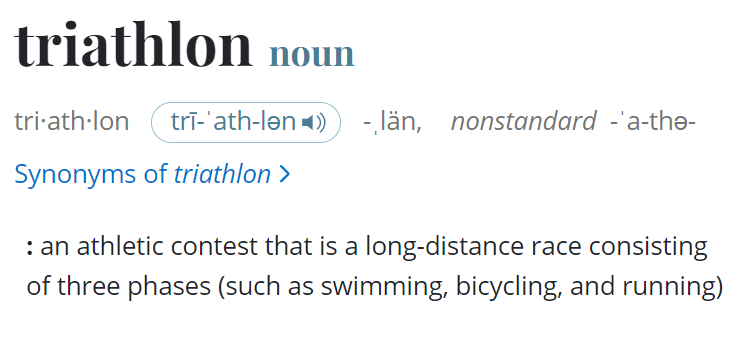 triathlon noun
tri·ath·lon trī-ˈath-lən -ˌlän, nonstandard -ˈa-thə-
Synonyms of triathlon
: an athletic contest that is a long-distance race consisting
of three phases (such as swimming, bicycling, and running)